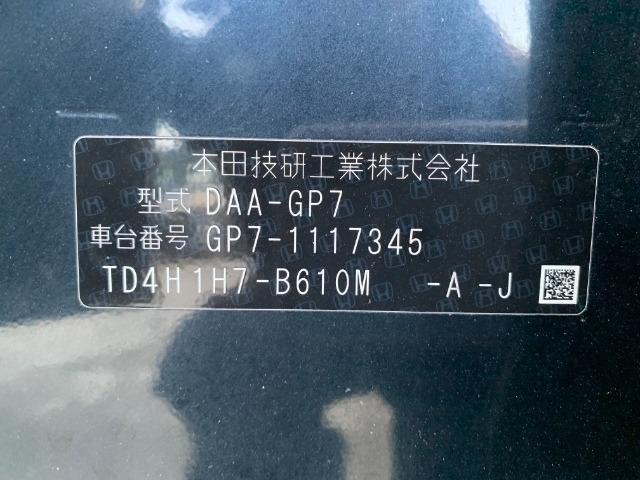 本田技研工業株式会社
型式 DAA-GP7
車台番号 GP7-1117345
TD4H1H7-B610M -A -J